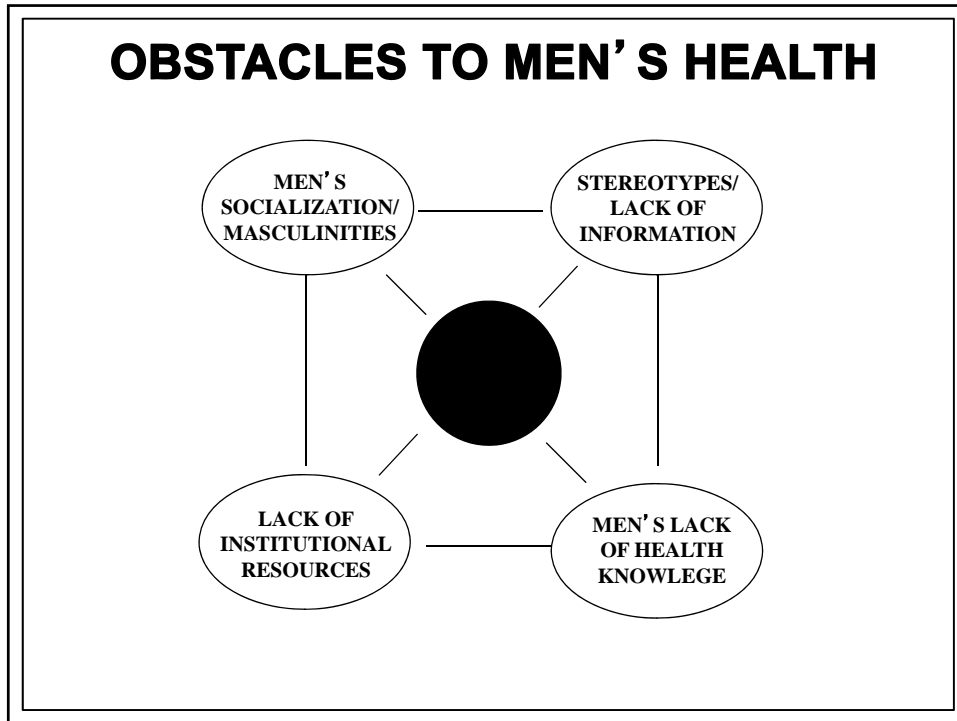 OBSTACLES TO MEN’S HEALTH
MEN’S
SOCIALIZATION/
MASCULINITIES
STEREOTYPES/
LACK OF
INFORMATION
LACK OF
INSTITUTIONAL
RESOURCES
MEN’S LACK
OF HEALTH
KNOWLEGE